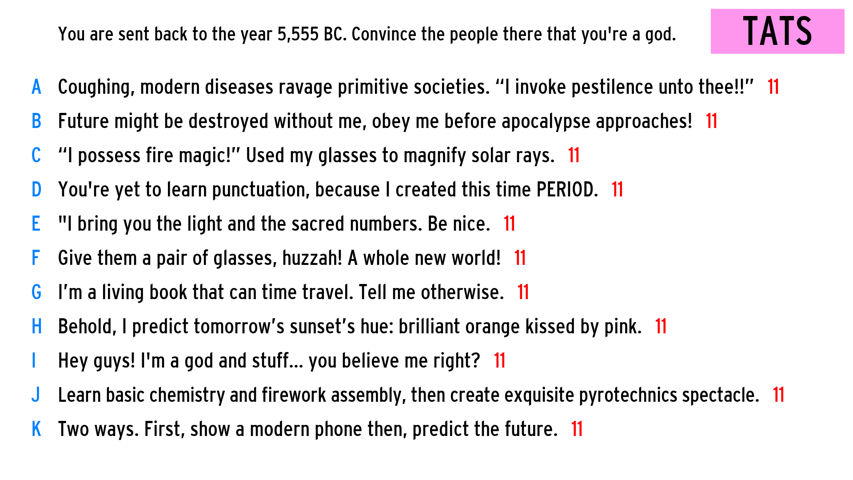 You are sent back to the year 5,555 BC. Convince the people there that you're a god. TATS
A Coughing, modern diseases ravage primitive societies. “I invoke pestilence unto thee!!” 11
B Future might be destroyed without me, obey me before apocalypse approaches! 11
C “I possess fire magic!” Used my glasses to magnify solar rays. 11
D You're yet to learn punctuation, because I created this time PERIOD. 11
E "I bring you the light and the sacred numbers. Be nice. 11
F Give them a pair of glasses, huzzah! A whole new world! 11
G I’m a living book that can time travel. Tell me otherwise. 11
H Behold, I predict tomorrow’s sunset’s hue: brilliant orange kissed by pink. 11
I Hey guys! I'm a god and stuff... you believe me right? 11
J Learn basic chemistry and firework assembly, then create exquisite pyrotechnics spectacle. 11
K Two ways. First, show a modern phone then, predict the future. 11